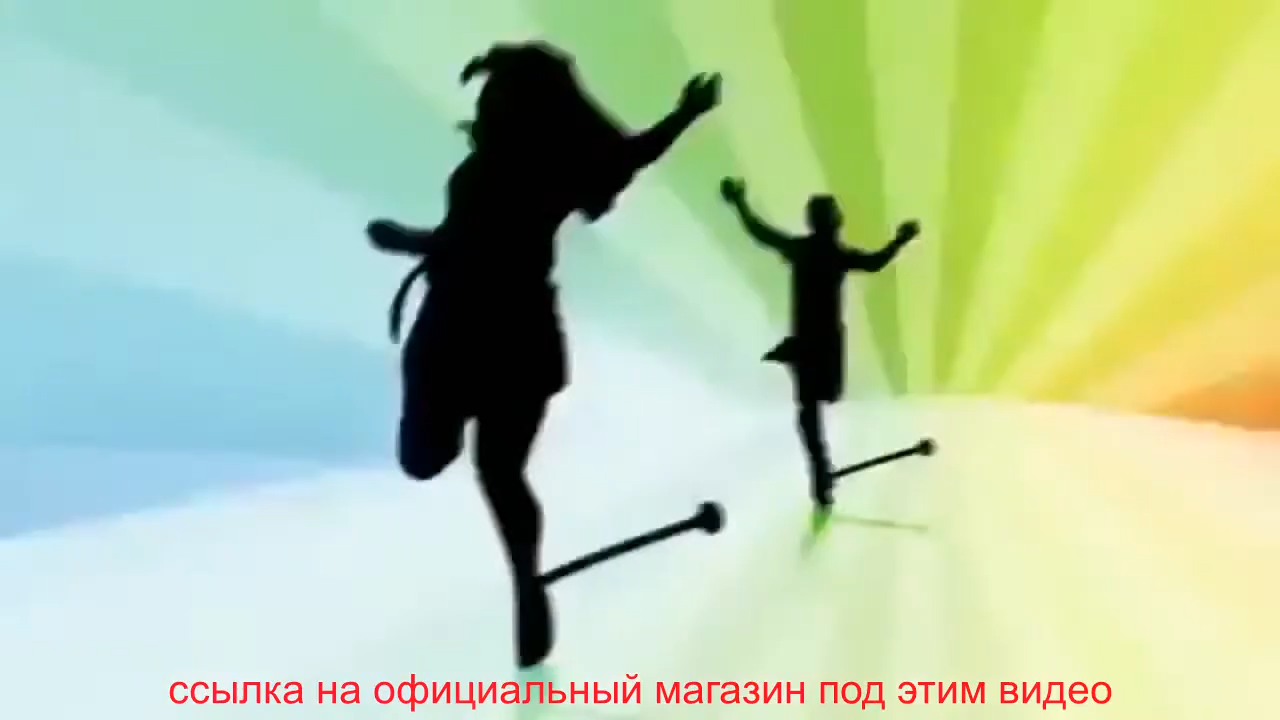 ссылка на официальный магазин под этим видео